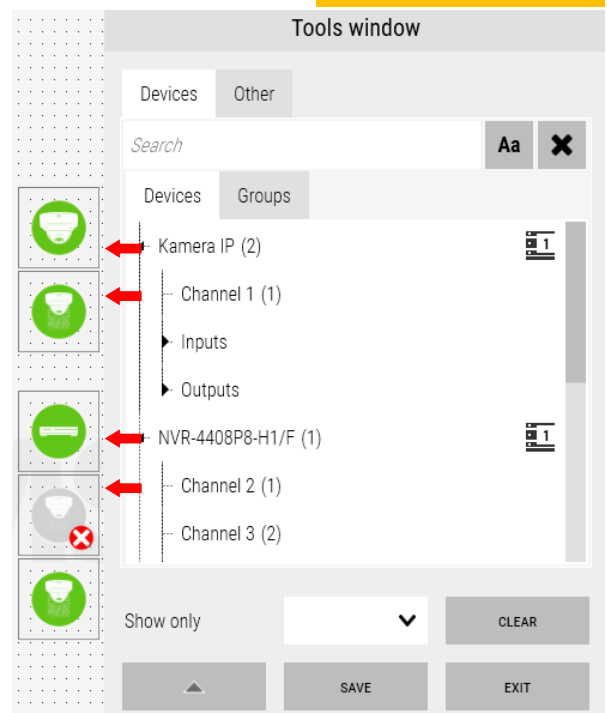 Tools window
Devices Other
Search Aa
Devices Groups
Kamera IP (2) 1
Channel 1 (1)
Inputs
Outputs
NVR-4408P8-H1/F (1) 1
Channel 2 (1)
Channel 3 (2)
Show only CLEAR
SAVE EXIT